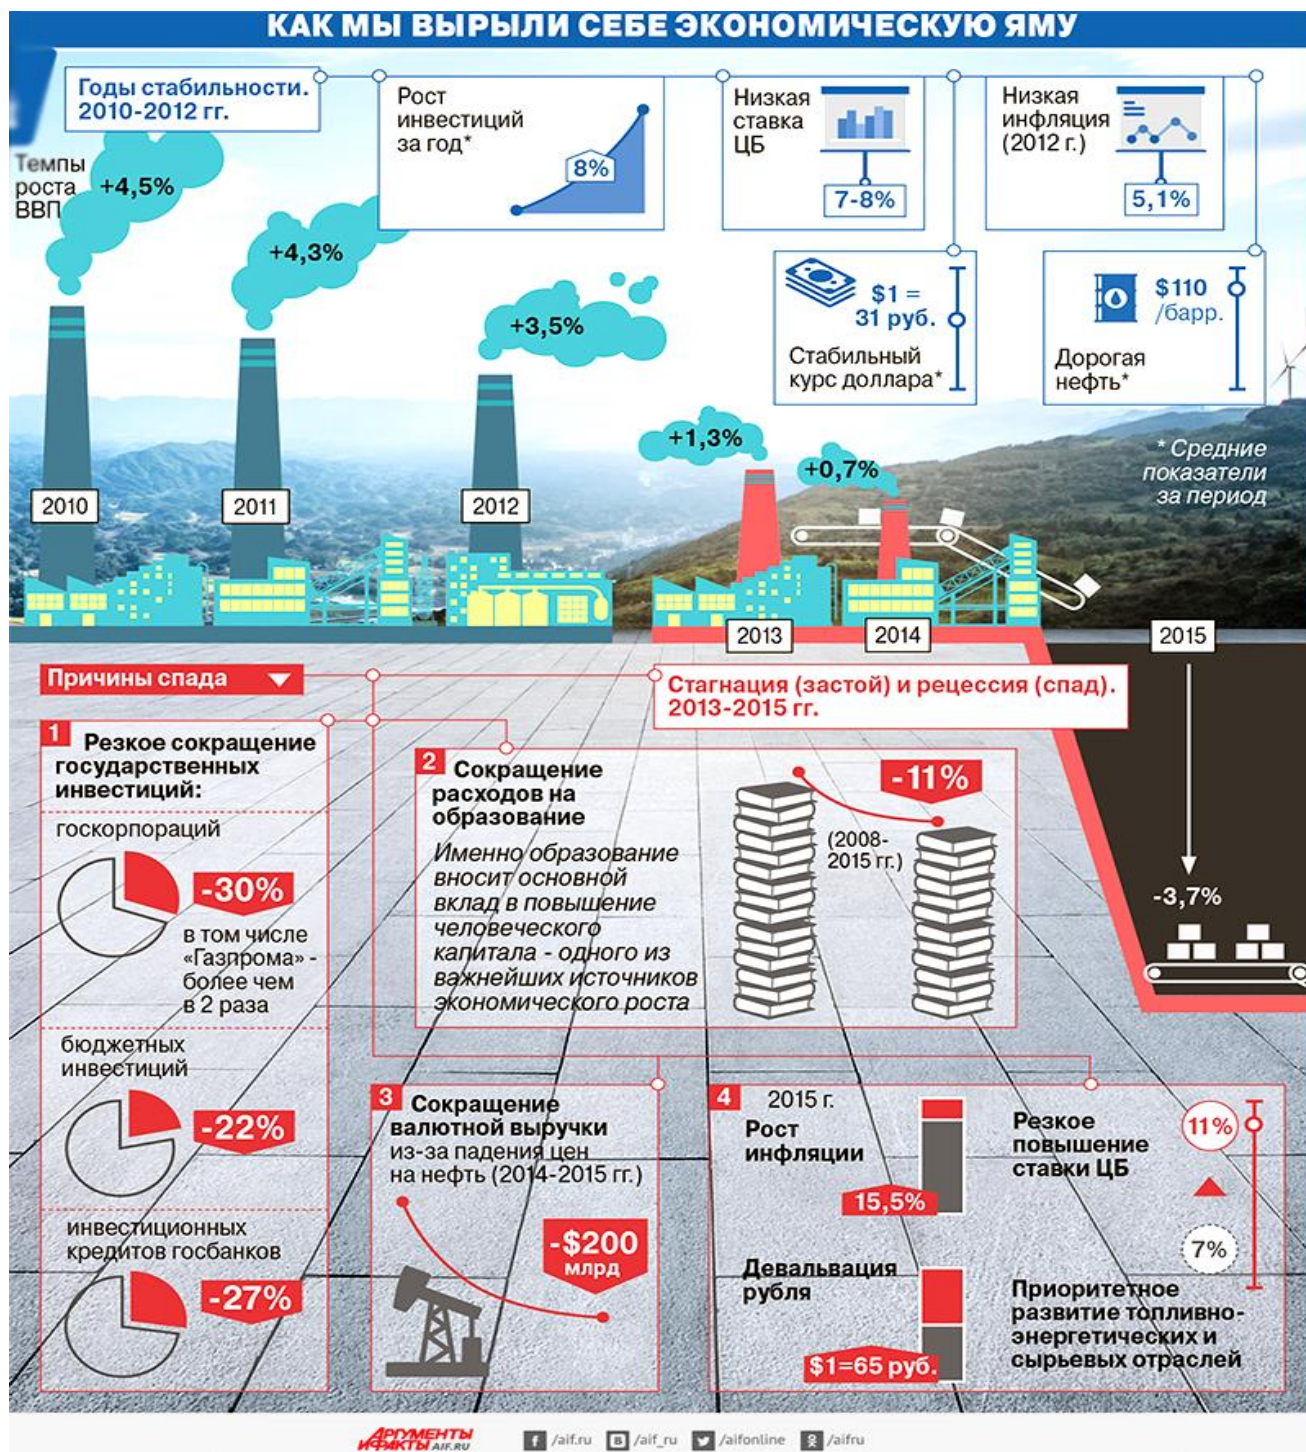 КАК МЫ ВЫРЫЛИ СЕБЕ ЭКОНОМИЧЕСКУЮ ЯМУ
Годы стабильности.
2010-2012 гг.
Рост
инвестиций
за год*
8%
Низкая
ставка
ЦБ
7-8%
Низкая
инфляция
(2012 г.)
5,1%
$1 =
31 руб.
Стабильный
курс доллара*
$110
/барр.
Дорогая
нефть*
* Средние
показатели
за период
Темпы
роста
ВВП
+4,5%
+4,3%
+3,5%
+1,3%
+0,7%
2010
2011
2012
2013
2014
2015
-3,7%
Причины спада
Стагнация (застой) и рецессия (спад).
2013-2015 гг.
1 Резкое сокращение
государственных
инвестиций:
госкорпораций
-30%
в том числе
«Газпрома» -
более чем
в 2 раза
бюджетных
инвестиций
-22%
инвестиционных
кредитов госбанков
-27%
2 Сокращение
расходов на
образование
Именно образование
вносит основной
вклад в повышение
человеческого
капитала - одного из
важнейших источников
экономического роста
-11%
(2008-
2015 гг.)
3 Сокращение
валютной выручки
из-за падения цен
на нефть (2014-2015 гг.)
-$200
млрд
4 2015 г.
Рост
инфляции
15,5%
Девальвация
рубля
$1=65 руб.
Резкое
повышение
ставки ЦБ
11%
7%
Приоритетное
развитие топливно-
энергетических и
сырьевых отраслей
АРГУМЕНТЫ
И ФАКТЫ AIF.RU
/aif.ru
/aif_ru
/aifonline
/aifru